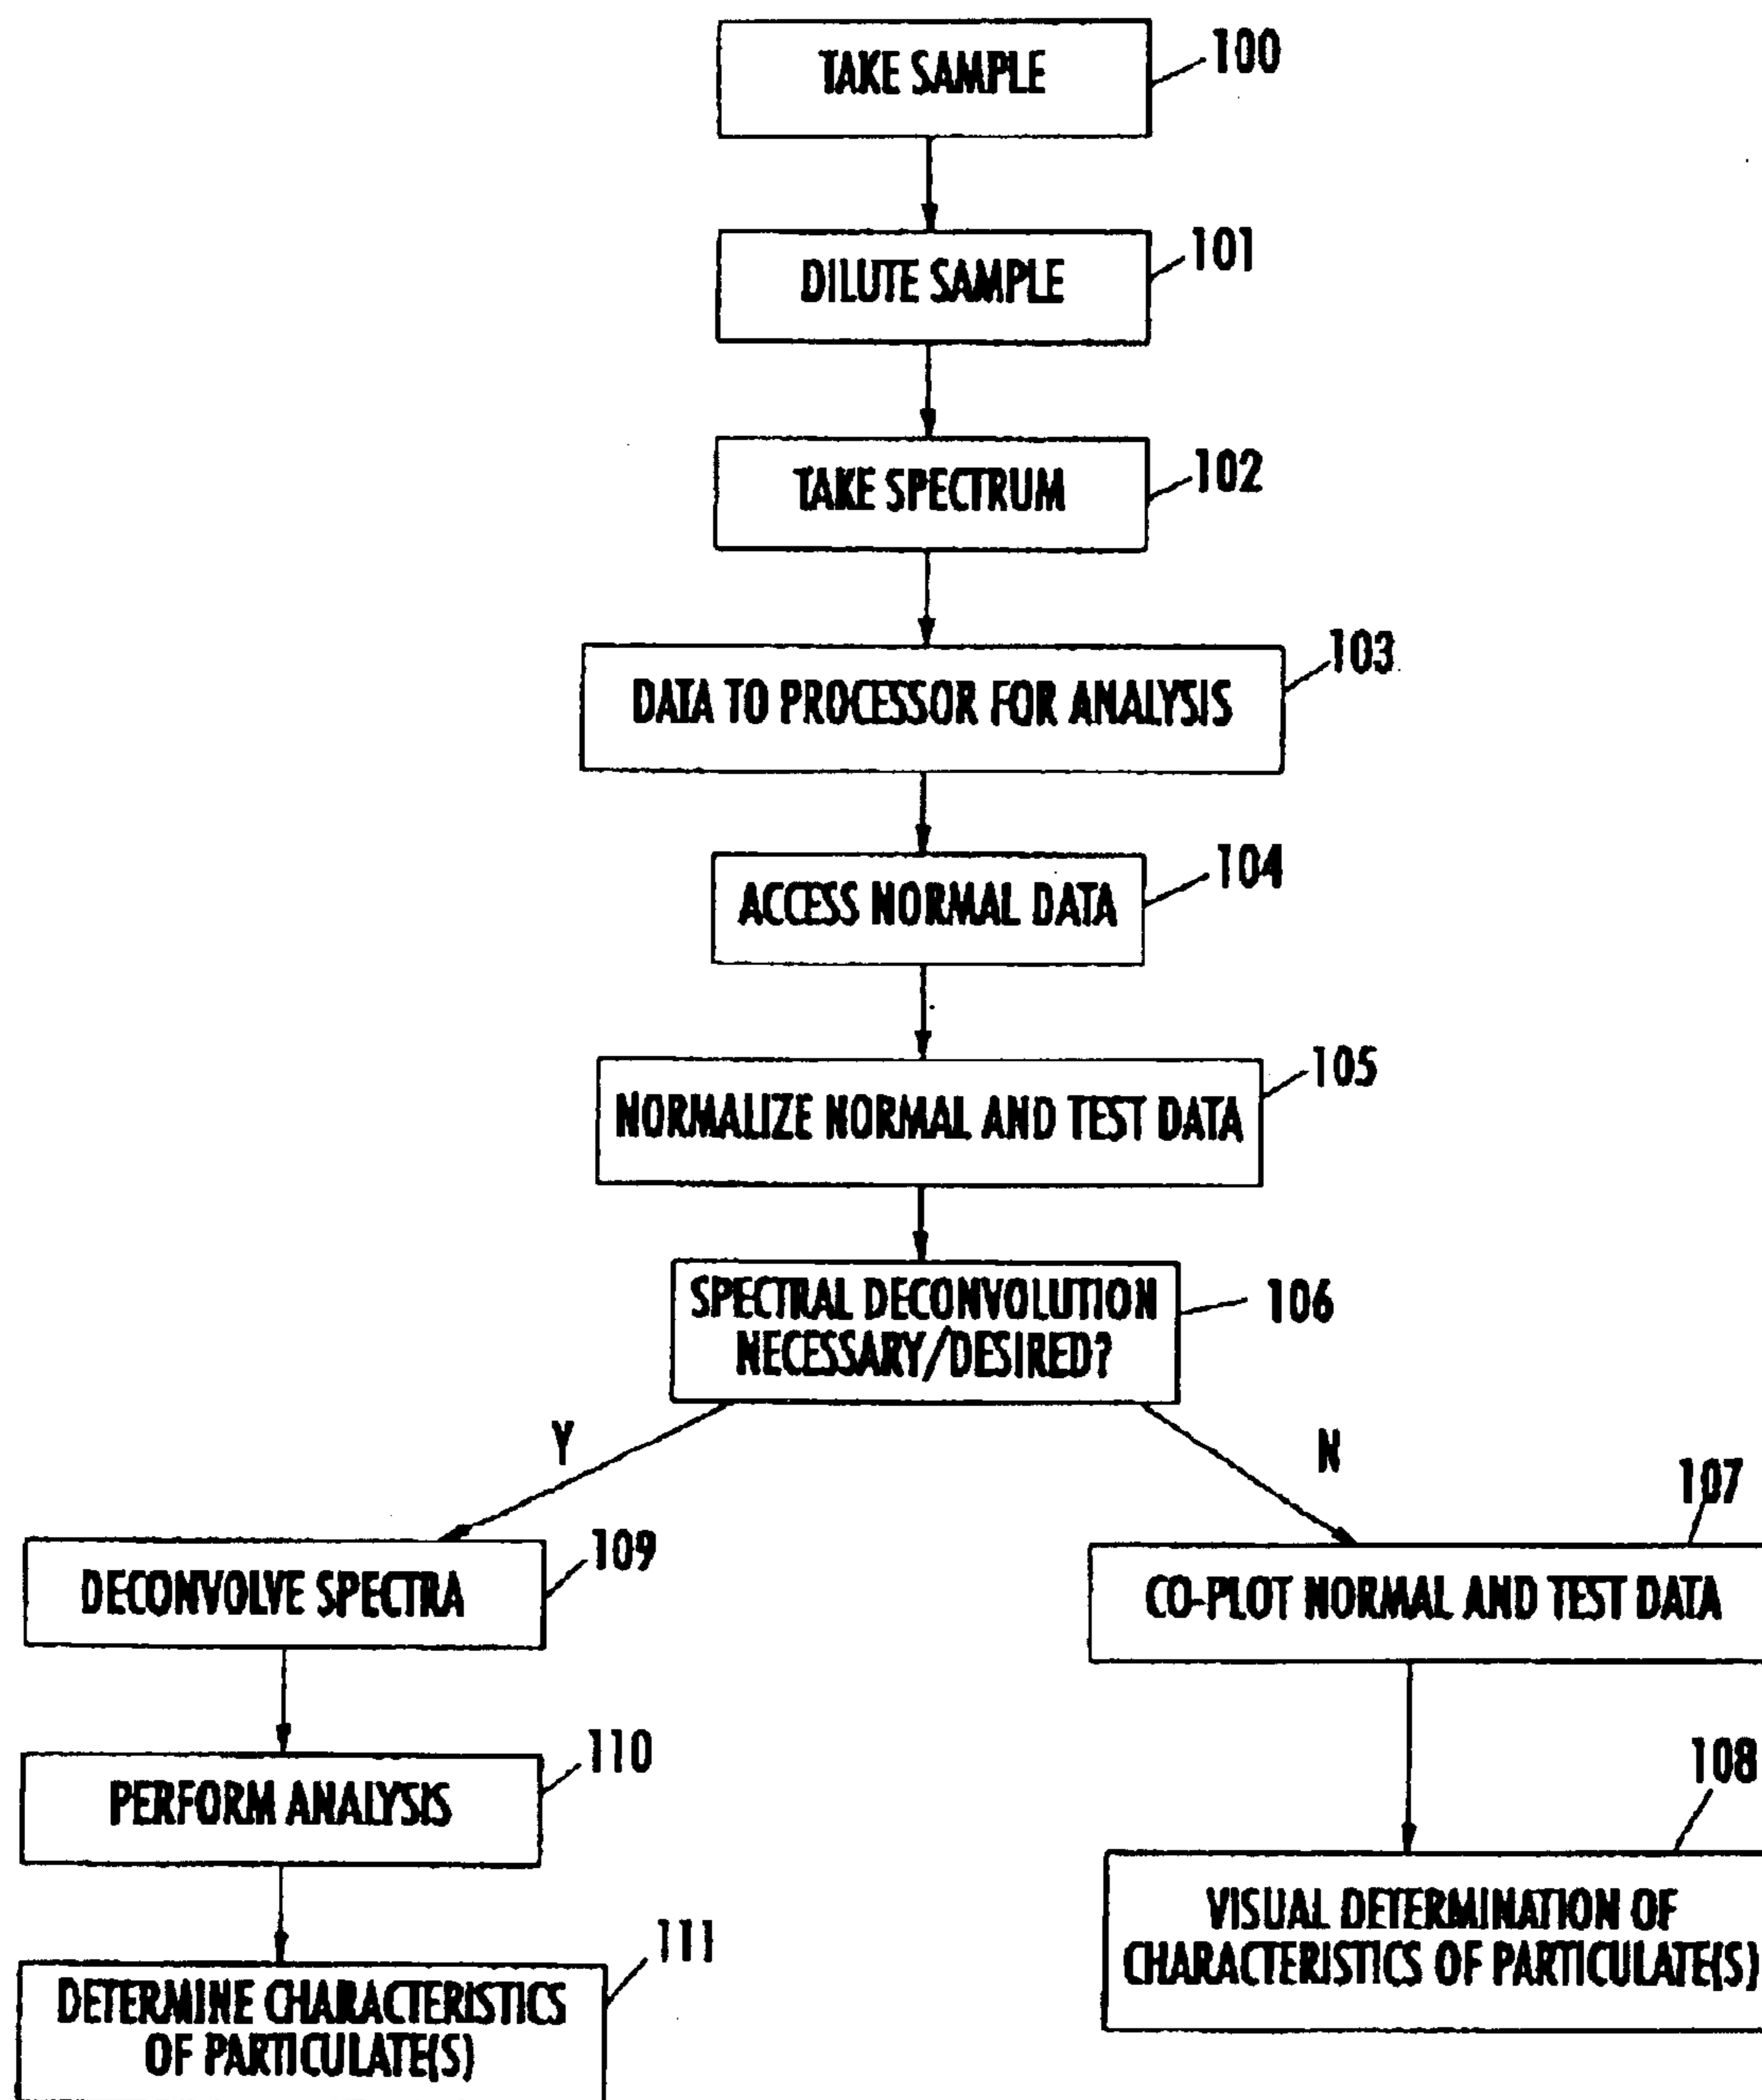 TAKE SAMPLE
100
DILUTE SAMPLE
101
TAKE SPECTRUM
102
DATA TO PROCESSOR FOR ANALYSIS
103
ACCESS NORMAL DATA
104
NORMALIZE NORMAL AND TEST DATA
105
SPECTRAL DECONVOLUTION
NECESSARY/DESIRED?
106
Y
N
DECONVOLVE SPECTRA
109
PERFORM ANALYSIS
110
DETERMINE CHARACTERISTICS
OF PARTICULATE(S)
111
107
CO-PLOT NORMAL AND TEST DATA
108
VISUAL DETERMINATION OF
CHARACTERISTICS OF PARTICULATE(S)